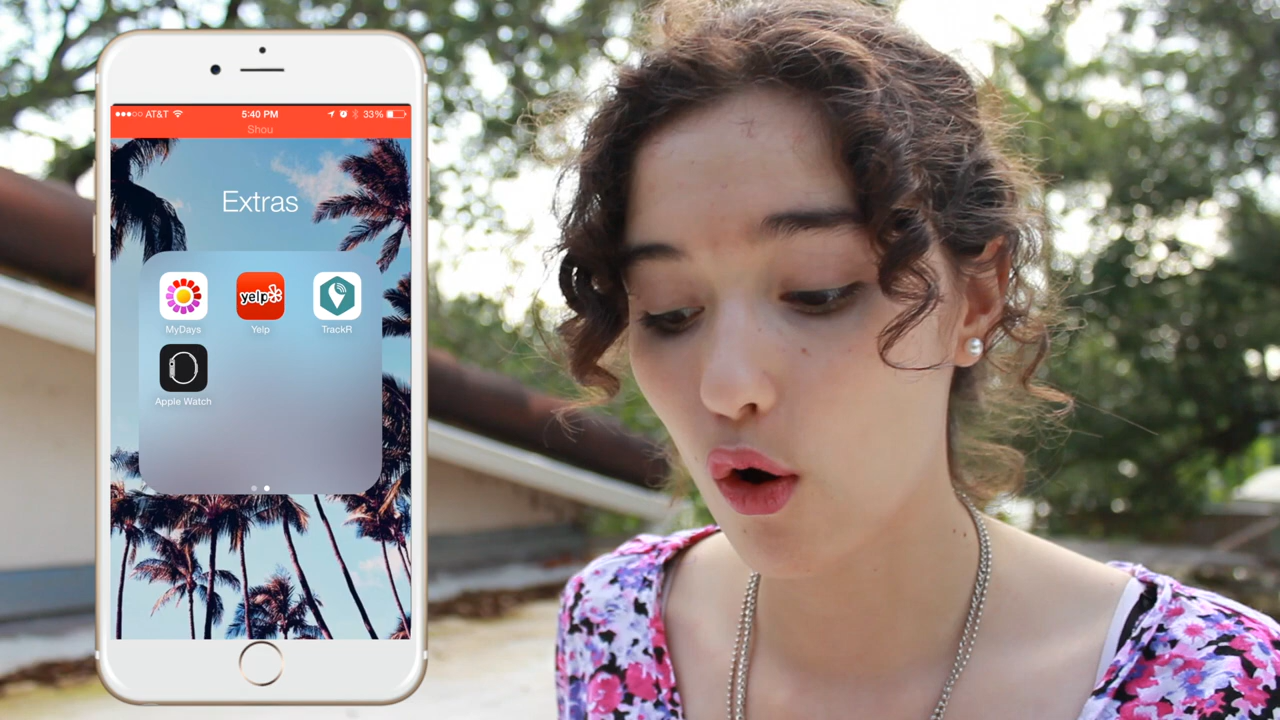 AT&T 5:40 PM 33%
Shou
Extras
yelp
MyDays Yelp TrackR
Apple Watch